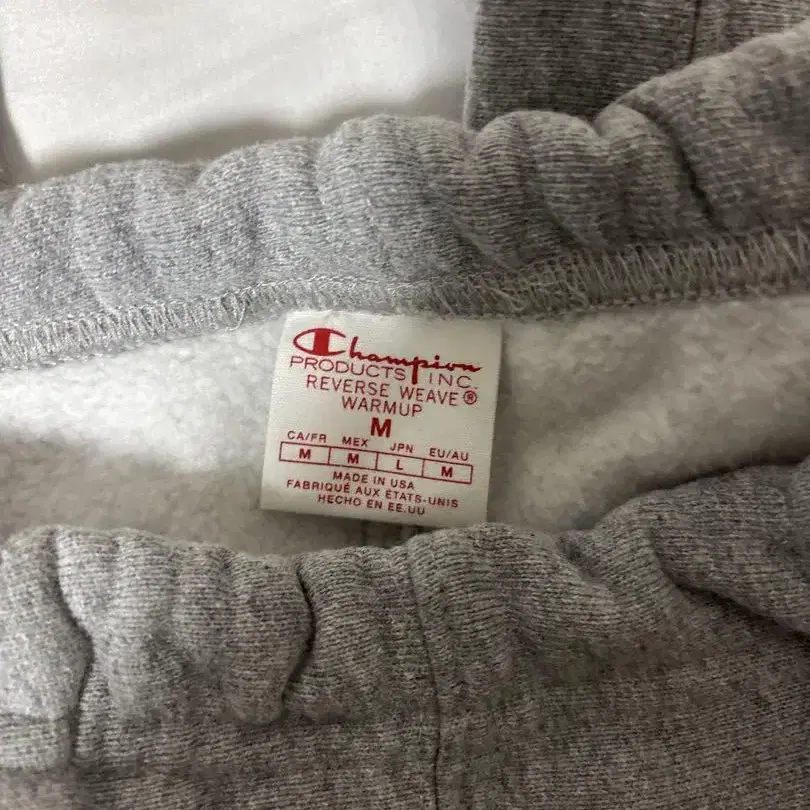 Champion
PRODUCTS INC.
REVERSE WEAVE®
WARMUP
M
CA/FR MEX JPN EU/AU
M M L M
MADE IN USA
FABRIQUÉ AUX ÉTATS-UNIS
HECHO EN EE.UU